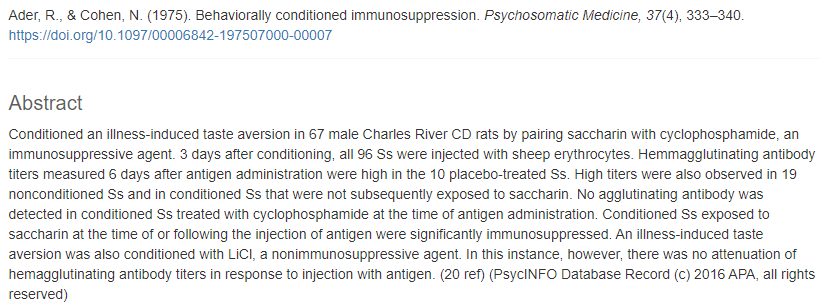 Ader, R., & Cohen, N. (1975). Behaviorally conditioned immunosuppression. Psychosomatic Medicine, 37(4), 333–340.
https://doi.org/10.1097/00006842-197507000-00007
Abstract
Conditioned an illness-induced taste aversion in 67 male Charles River CD rats by pairing saccharin with cyclophosphamide, an
immunosuppressive agent. 3 days after conditioning, all 96 Ss were injected with sheep erythrocytes. Hemmagglutinating antibody
titers measured 6 days after antigen administration were high in the 10 placebo-treated Ss. High titers were also observed in 19
nonconditioned Ss and in conditioned Ss that were not subsequently exposed to saccharin. No agglutinating antibody was
detected in conditioned Ss treated with cyclophosphamide at the time of antigen administration. Conditioned Ss exposed to
saccharin at the time of or following the injection of antigen were significantly immunosuppressed. An illness-induced taste
aversion was also conditioned with LiCl, a nonimmunosuppressive agent. In this instance, however, there was no attenuation of
hemagglutinating antibody titers in response to injection with antigen. (20 ref) (PsycINFO Database Record (c) 2016 APA, all rights
reserved)